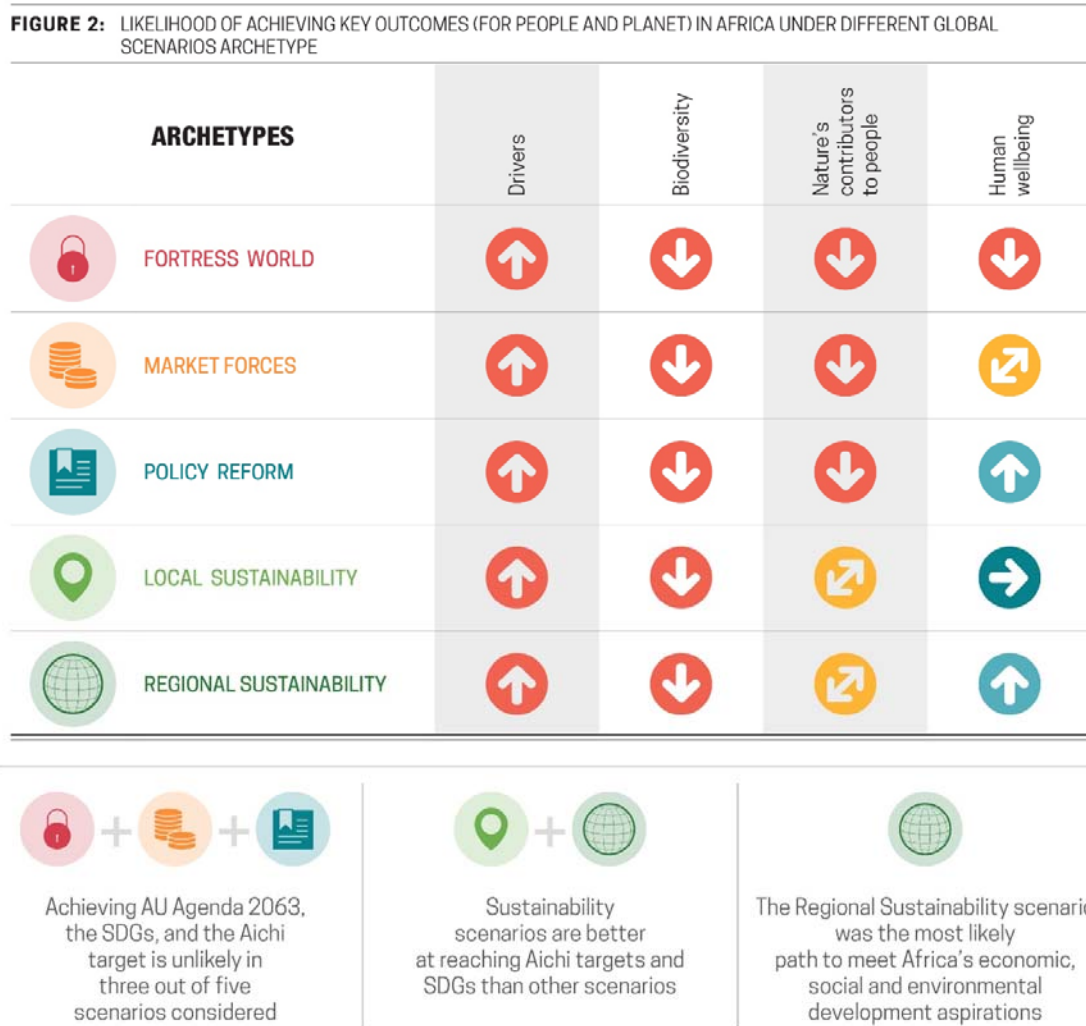 FIGURE 2: LIKELIHOOD OF ACHIEVING KEY OUTCOMES (FOR PEOPLE AND PLANET) IN AFRICA UNDER DIFFERENT GLOBAL
SCENARIOS ARCHETYPE
ARCHETYPES
Drivers
Biodiversity
Nature's
contributors
to people
Human
wellbeing
FORTRESS WORLD
MARKET FORCES
POLICY REFORM
LOCAL SUSTAINABILITY
REGIONAL SUSTAINABILITY
Achieving AU Agenda 2063,
the SDGs, and the Aichi
target is unlikely in
three out of five
scenarios considered
Sustainability
scenarios are better
at reaching Aichi targets and
SDGs than other scenarios
The Regional Sustainability scenario
was the most likely
path to meet Africa's economic,
social and environmental
development aspirations